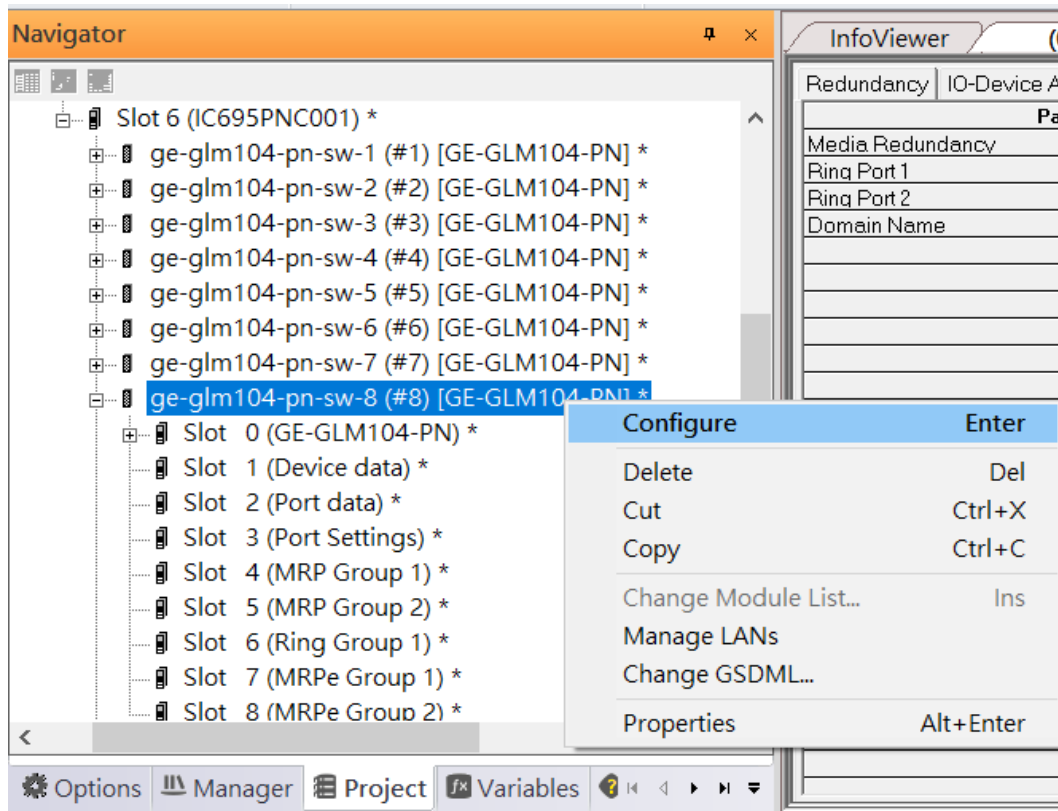 Navigator
Slot 6 (IC695PNC001) *
ge-glm104-pn-sw-1 (#1) [GE-GLM104-PN] *
ge-glm104-pn-sw-2 (#2) [GE-GLM104-PN] *
ge-glm104-pn-sw-3 (#3) [GE-GLM104-PN] *
ge-glm104-pn-sw-4 (#4) [GE-GLM104-PN] *
ge-glm104-pn-sw-5 (#5) [GE-GLM104-PN] *
ge-glm104-pn-sw-6 (#6) [GE-GLM104-PN] *
ge-glm104-pn-sw-7 (#7) [GE-GLM104-PN] *
ge-glm104-pn-sw-8 (#8) [GE-GLM104-PN] *
Slot 0 (GE-GLM104-PN) *
Slot 1 (Device data) *
Slot 2 (Port data) *
Slot 3 (Port Settings) *
Slot 4 (MRP Group 1) *
Slot 5 (MRP Group 2) *
Slot 6 (Ring Group 1) *
Slot 7 (MRPe Group 1) *
Slot 8 (MRPe Group 2) *
Configure Enter
Delete Del
Cut Ctrl+X
Copy Ctrl+C
Change Module List... Ins
Manage LANs
Change GSDML...
Properties Alt+Enter
Options Manager Project Variables
InfoViewer (
Redundancy IO-Device A
Pa
Media Redundancy
Ring Port 1
Ring Port 2
Domain Name